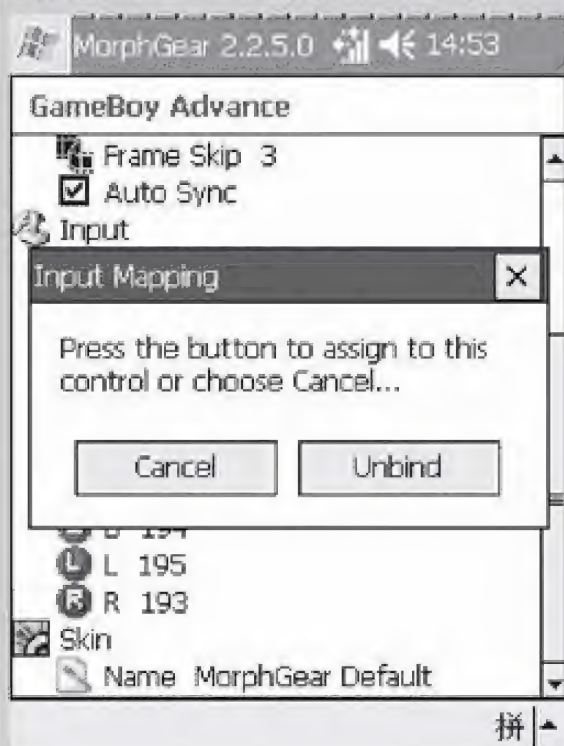 MorphGear 2.2.5.0 14:53
GameBoy Advance
Frame Skip 3
Auto Sync
Input
Input Mapping
Press the button to assign to this
control or choose Cancel...
Cancel Unbind
194
L L 195
R R 193
Skin
Name MorphGear Default
拼